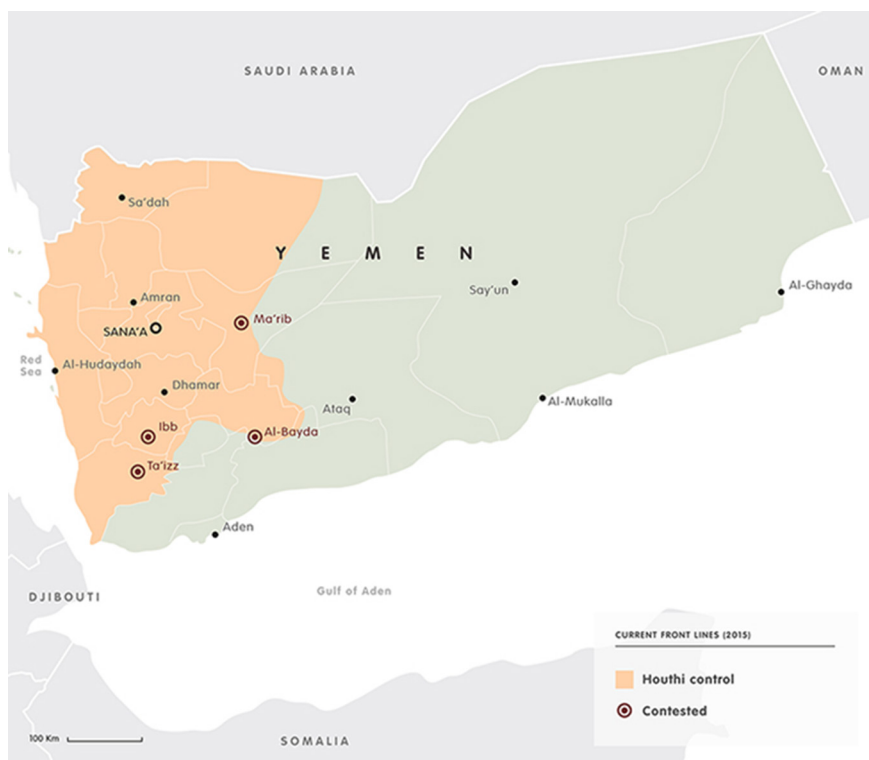 SAUDI ARABIA
OMAN
Sa'dah
Y E M E N
Say'un
Al-Ghayda
Amran
Ma'rib
SANA'A
Red
Sea
Al-Hudaydah
Dhamar
Ataq
Al-Mukalla
Ibb
Al-Bayda
Ta'izz
Aden
Gulf of Aden
DJIBOUTI
CURRENT FRONT LINES (2015)
Houthi control
Contested
100 Km
SOMALIA